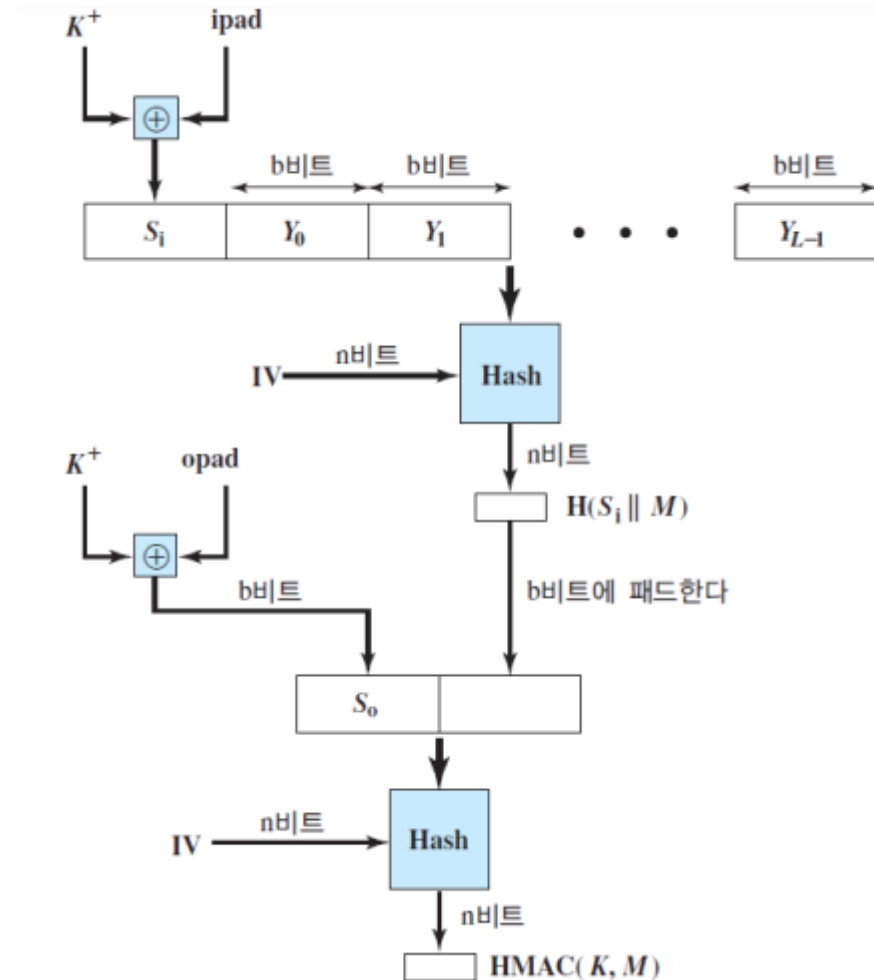 K+ ipad
⊕
b비트 b비트 b비트
Si Y0 Y1 • • • YL−1
n비트
IV Hash
n비트
K+ opad
H(Si || M)
⊕
b비트 b비트에 패드한다
So
n비트
IV Hash
n비트
HMAC(K, M)